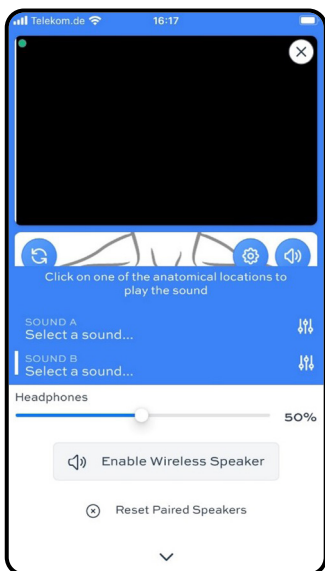 Telekom.de 16:17
Click on one of the anatomical locations to
play the sound
SOUND A
Select a sound...
SOUND B
Select a sound...
Headphones
50%
Enable Wireless Speaker
Reset Paired Speakers